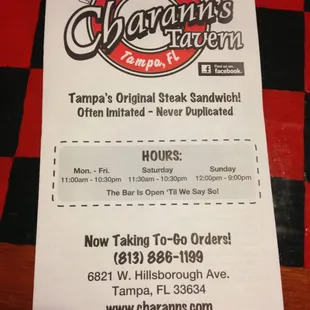 Charann's
Tavern
Tampa, FL
Find us on
facebook.
Tampa's Original Steak Sandwich!
Often Imitated - Never Duplicated
HOURS:
Mon. - Fri. Saturday Sunday
11:00am - 10:30pm 11:30am - 10:30pm 12:00pm - 9:00pm
The Bar Is Open 'Til We Say So!
Now Taking To-Go Orders!
(813) 886-1199
6821 W. Hillsborough Ave.
Tampa, FL 33634
www.charanns.com